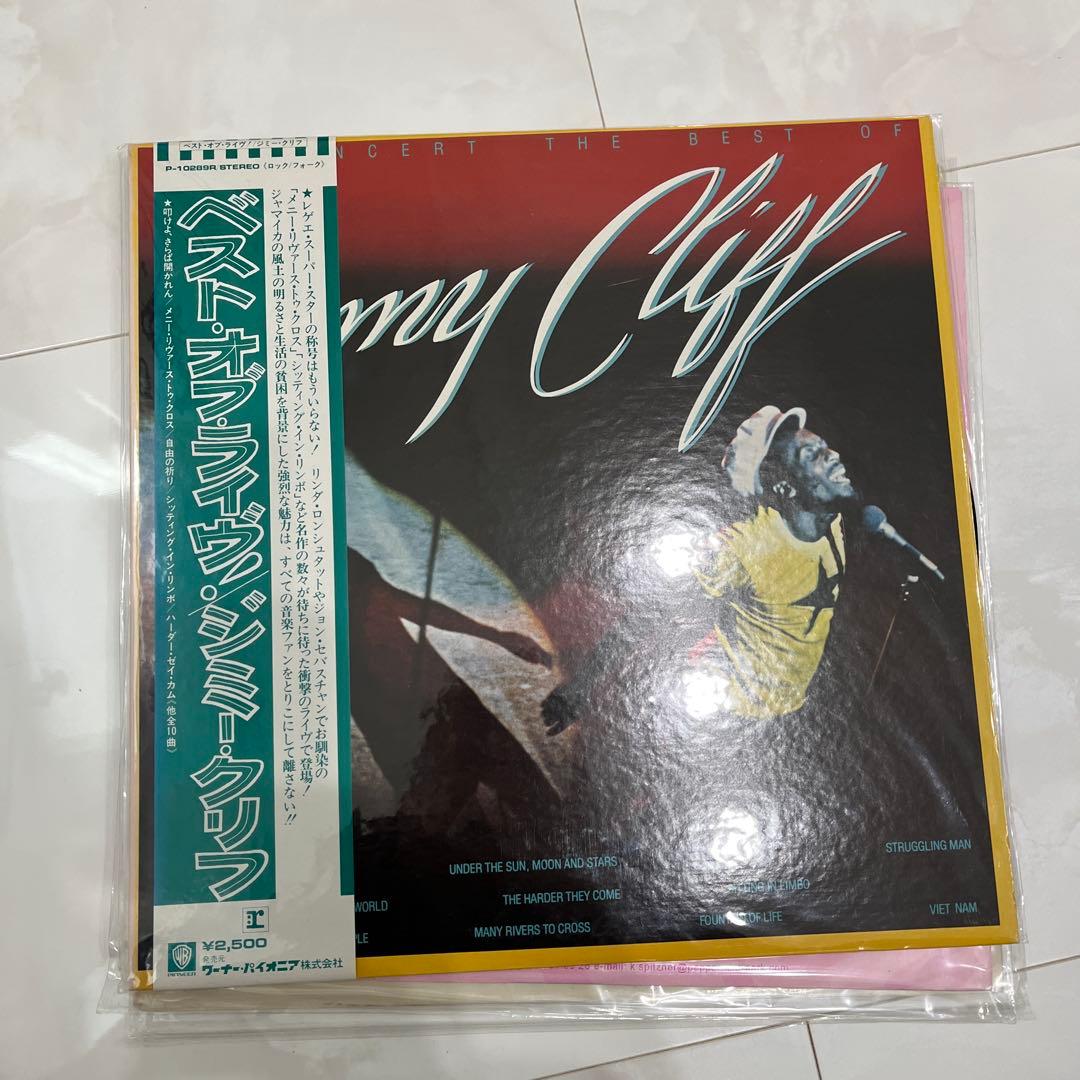 ベスト・オブ・ライヴ!/ジミー・クリフ
P-10289R/STEREO (ロック/フォーク)
ベスト・オブ・ライヴ/ジミー・クリフ
★レゲエ・スーパー・スターの称号はもういらない! リンダ・ロンシュタットやジョン・セバスチャンでお馴染の
「メニー・リヴァース・トゥ・クロス」「シッティング・イン・リンボ」など名作の数々が待ちに待った衝撃のライヴで登場!
ジャマイカの風土の明るさと生活の貧困を背景にした強烈な魅力は、すべての音楽ファンをとりこにして離さない!!
★叩けよ、さらば開かれん/メニー・リヴァース・トゥ・クロス/自由の祈り/シッティング・イン・リンボ/ハーダー・ゼイ・カム《他全10曲》
r
WB
PIONEER
¥2,500
発売元
ワーナー・パイオニア株式会社
NCERT THE BEST OF
my Cliff
STRUGGLING MAN
UNDER THE SUN, MOON AND STARS
THE HARDER THEY COME
IN LIMBO
WORLD
VIET NAM
OF LIFE
MANY RIVERS TO CROSS
PLE
e-mail: k.spitzner@